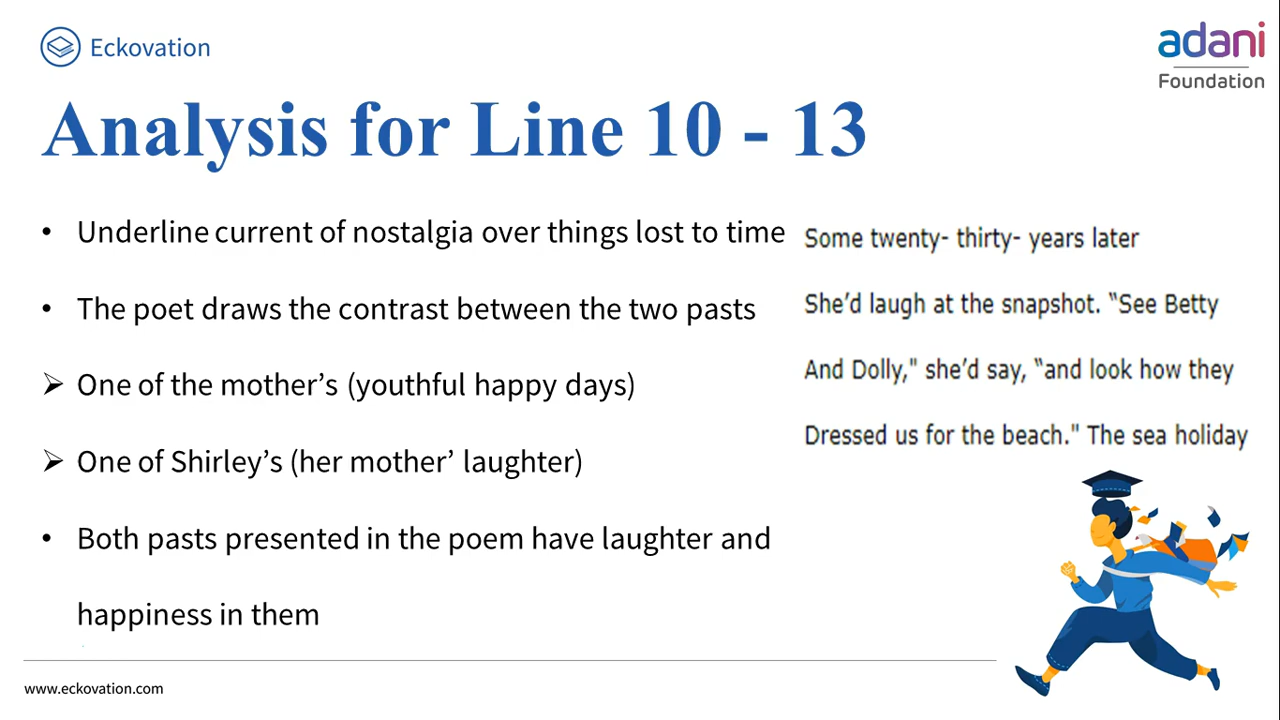 Eckovation
adani
Foundation
Analysis for Line 10 - 13
• Underline current of nostalgia over things lost to time
• The poet draws the contrast between the two pasts
➢ One of the mother’s (youthful happy days)
➢ One of Shirley’s (her mother’ laughter)
• Both pasts presented in the poem have laughter and
happiness in them
Some twenty- thirty- years later
She’d laugh at the snapshot. “See Betty
And Dolly," she’d say, “and look how they
Dressed us for the beach." The sea holiday
www.eckovation.com